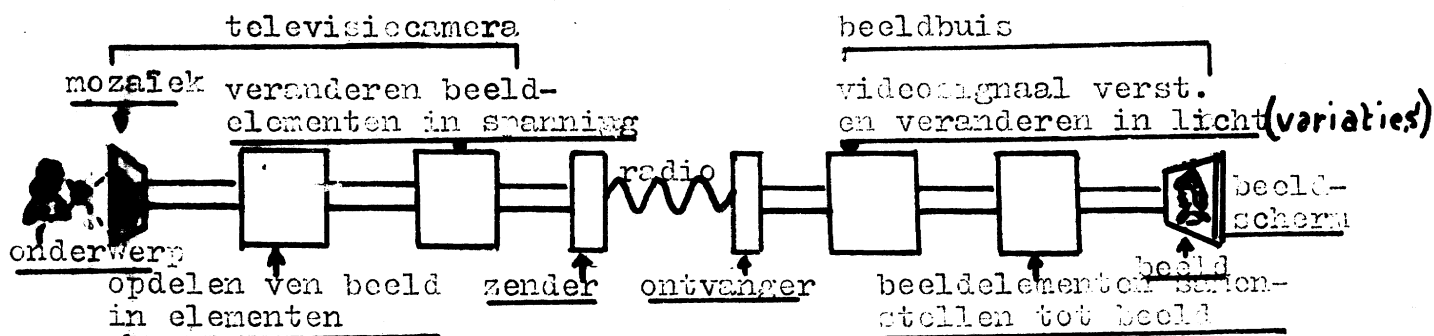 televisiecamera
beeldbuis
mozaïek
veranderen beeld-
elementen in spanning
videosignaal verst.
en veranderen in licht(variaties)
radio
beeld-
scherm
onderwerp
opdelen ven beeld
in elementen
zender
ontvanger
beeld
beeldelementen samen-
stellen tot beeld